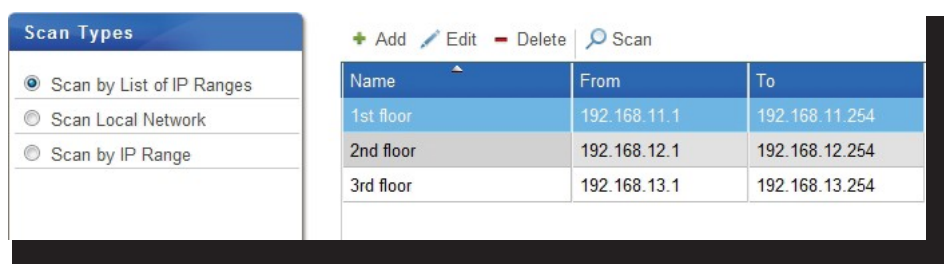 Scan Types
Scan by List of IP Ranges
Scan Local Network
Scan by IP Range
Add Edit Delete Scan
Name From To
1st floor 192.168.11.1 192.168.11.254
2nd floor 192.168.12.1 192.168.12.254
3rd floor 192.168.13.1 192.168.13.254